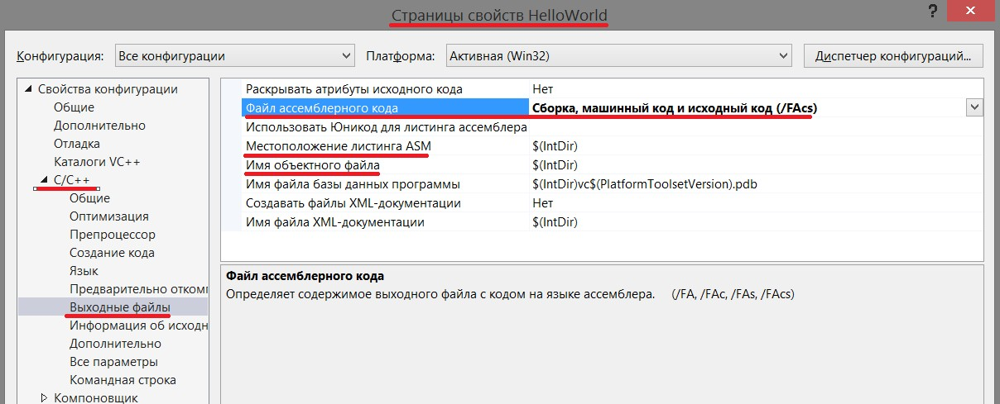 Страницы свойств HelloWorld
?
Конфигурация: Все конфигурации Платформа: Активная (Win32) Диспетчер конфигураций...
Свойства конфигурации
Общие
Дополнительно
Отладка
Каталоги VC++
C/C++
Общие
Оптимизация
Препроцессор
Создание кода
Язык
Предварительно отком
Выходные файлы
Информация об исходн
Дополнительно
Все параметры
Командная строка
Компоновщик
Раскрывать атрибуты исходного кода Нет
Файл ассемблерного кода Сборка, машинный код и исходный код (/FAcs)
Использовать Юникод для листинга ассемблера
Местоположение листинга ASM $(IntDir)
Имя объектного файла $(IntDir)
Имя файла базы данных программы $(IntDir)vc$(PlatformToolsetVersion).pdb
Создавать файлы XML-документации Нет
Имя файла XML-документации $(IntDir)
Файл ассемблерного кода
Определяет содержимое выходного файла с кодом на языке ассемблера. (/FA, /FAc, /FAs, /FAcs)